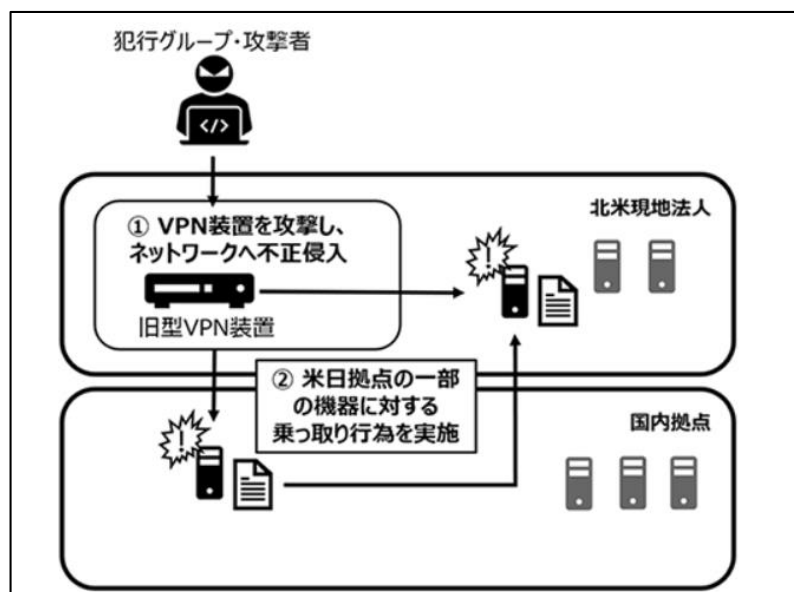 犯行グループ・攻撃者
</>
① VPN装置を攻撃し、
ネットワークへ不正侵入
旧型VPN装置
北米現地法人
!
② 米日拠点の一部
の機器に対する
乗っ取り行為を実施
!
国内拠点